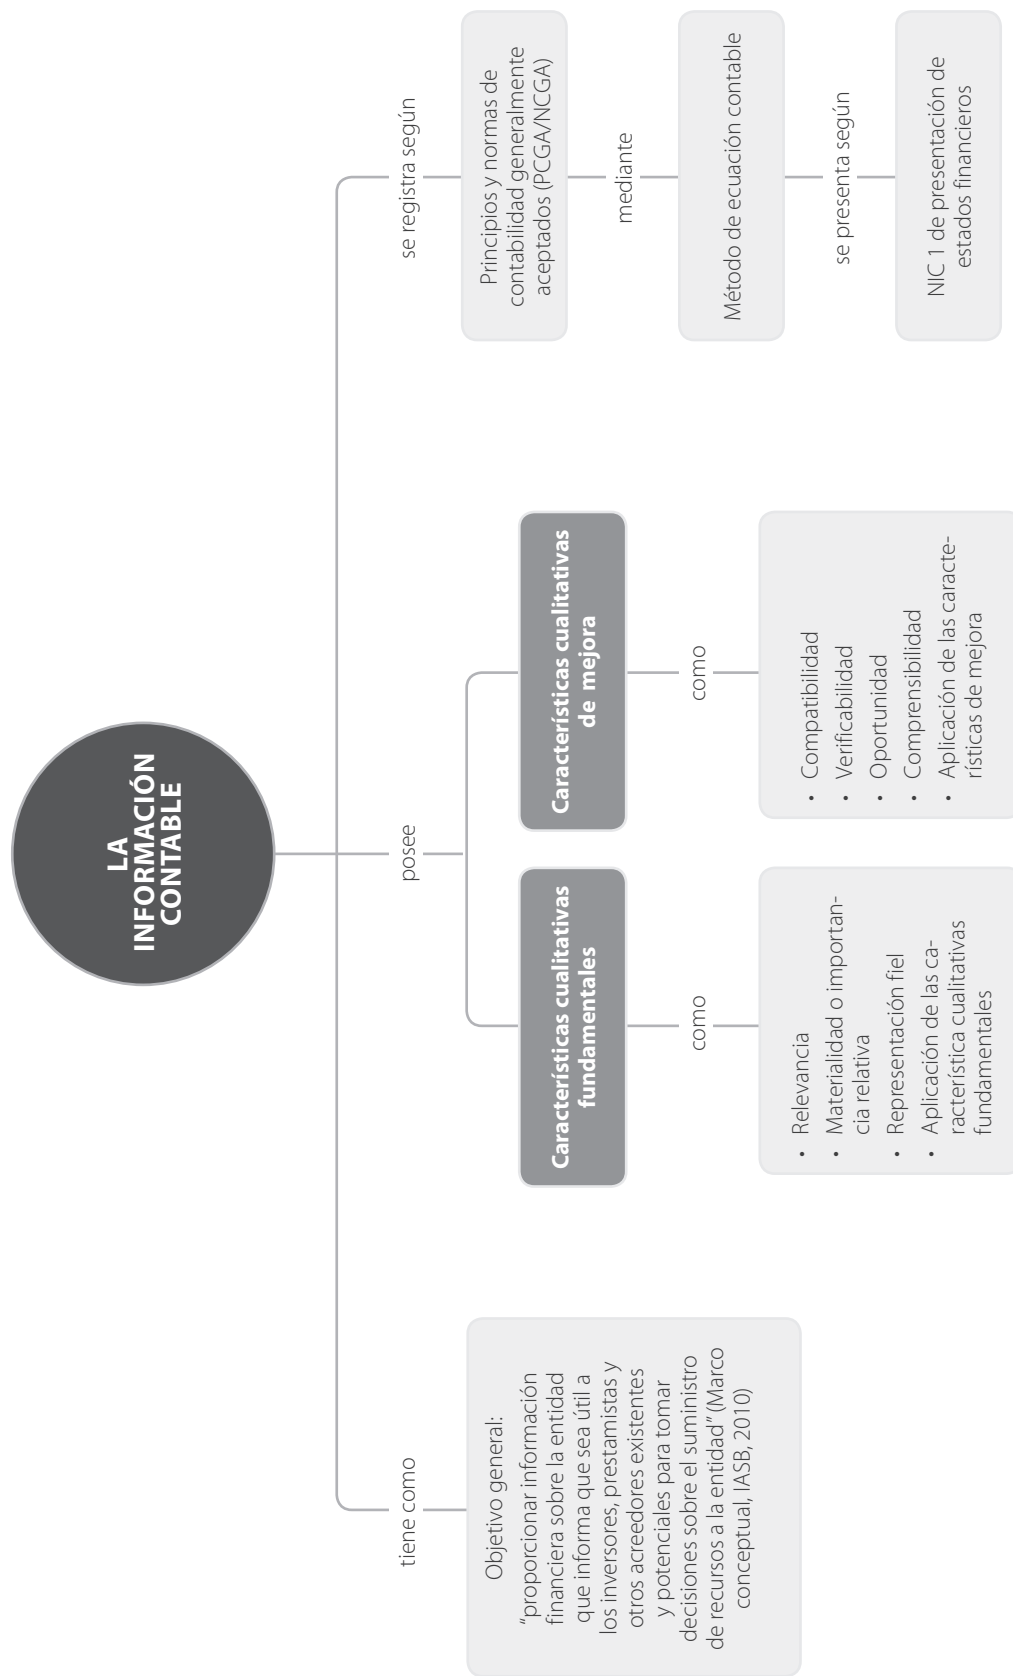 LA
INFORMACIÓN
CONTABLE
tiene como
Objetivo general:
“proporcionar información
financiera sobre la entidad
que informa que sea útil a
los inversores, prestamistas y
otros acreedores existentes
y potenciales para tomar
decisiones sobre el suministro
de recursos a la entidad” (Marco
conceptual, IASB, 2010)
posee
Características cualitativas
fundamentales
como
• Relevancia
• Materialidad o importan-
cia relativa
• Representación fiel
• Aplicación de las ca-
racterística cualitativas
fundamentales
Características cualitativas
de mejora
como
• Compatibilidad
• Verificabilidad
• Oportunidad
• Comprensibilidad
• Aplicación de las caracte-
rísticas de mejora
se registra según
Principios y normas de
contabilidad generalmente
aceptados (PCGA/NCGA)
mediante
Método de ecuación contable
se presenta según
NIC 1 de presentación de
estados financieros